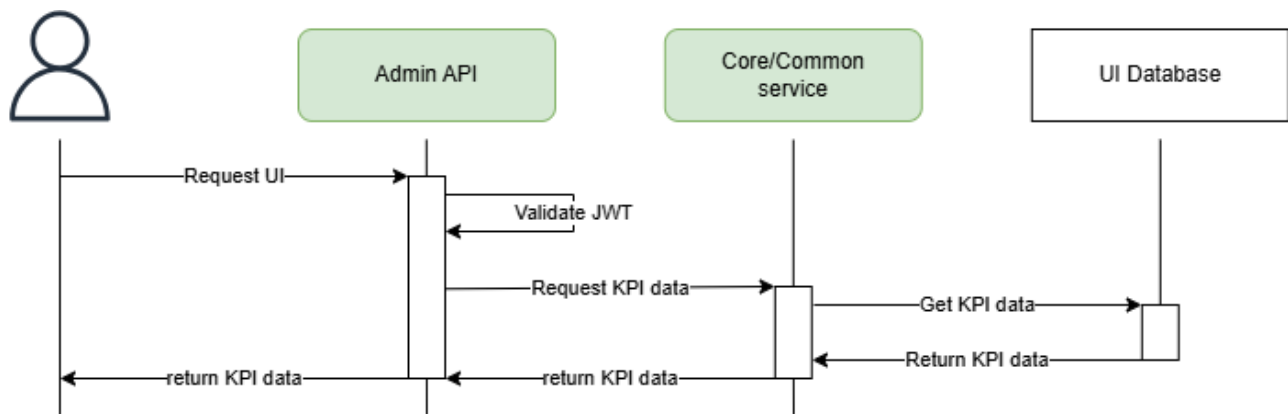 Admin API
Core/Common
service
UI Database
Request UI
Validate JWT
Request KPI data
Get KPI data
Return KPI data
return KPI data
return KPI data